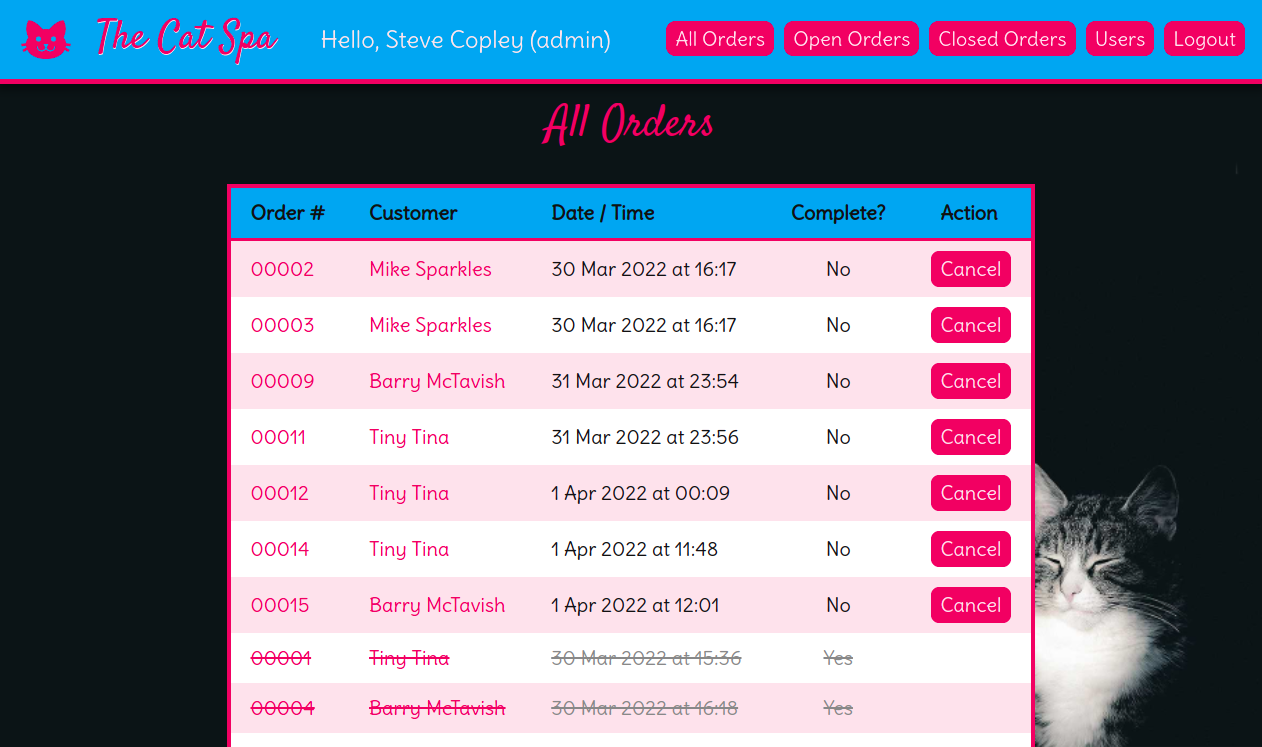 The Cat Spa Hello, Steve Copley (admin) All Orders Open Orders Closed Orders Users Logout
All Orders
Order # Customer Date / Time Complete? Action
00002 Mike Sparkles 30 Mar 2022 at 16:17 No Cancel
00003 Mike Sparkles 30 Mar 2022 at 16:17 No Cancel
00009 Barry McTavish 31 Mar 2022 at 23:54 No Cancel
00011 Tiny Tina 31 Mar 2022 at 23:56 No Cancel
00012 Tiny Tina 1 Apr 2022 at 00:09 No Cancel
00014 Tiny Tina 1 Apr 2022 at 11:48 No Cancel
00015 Barry McTavish 1 Apr 2022 at 12:01 No Cancel
00001 Tiny Tina 30 Mar 2022 at 15:36 Yes
00004 Barry McTavish 30 Mar 2022 at 16:18 Yes